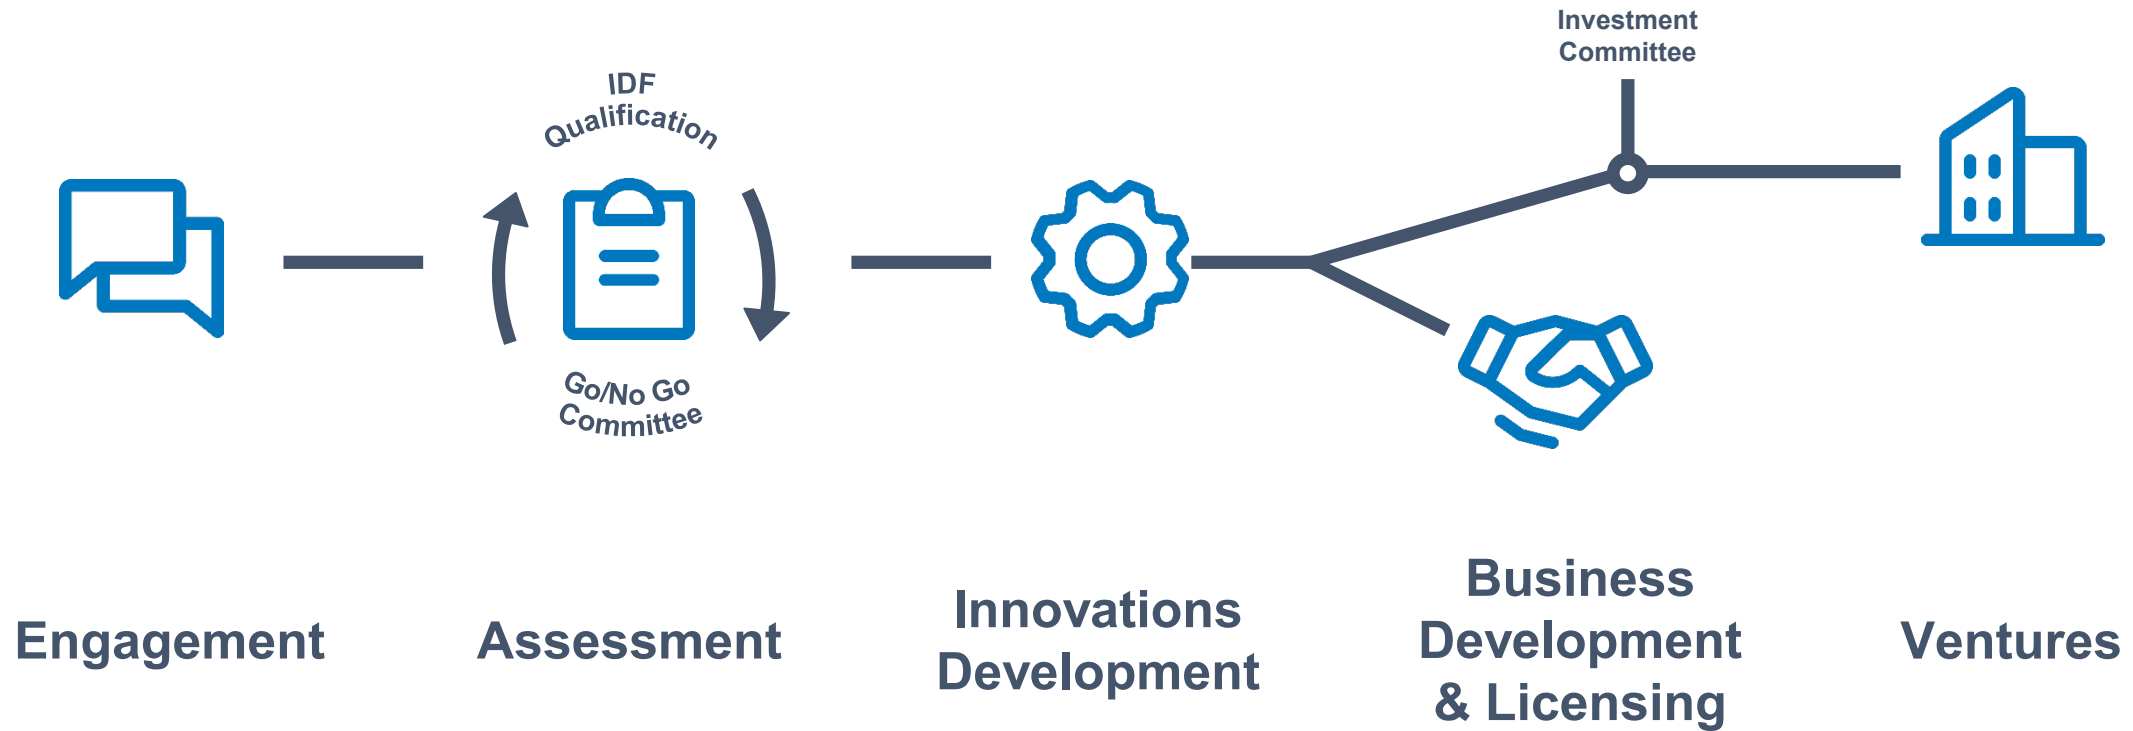 Investment
Committee
IDF
Qualification
Go/No Go
Committee
Engagement
Assessment
Innovations
Development
Business
Development
& Licensing
Ventures